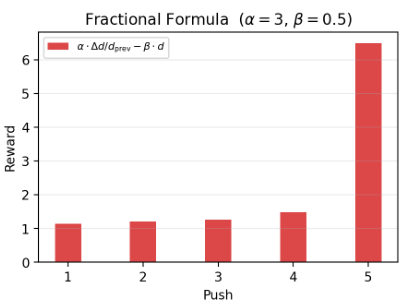 Fractional Formula (α = 3, β = 0.5)
α · Δd/d_prev − β · d
Reward
6
5
4
3
2
1
0
1 2 3 4 5
Push